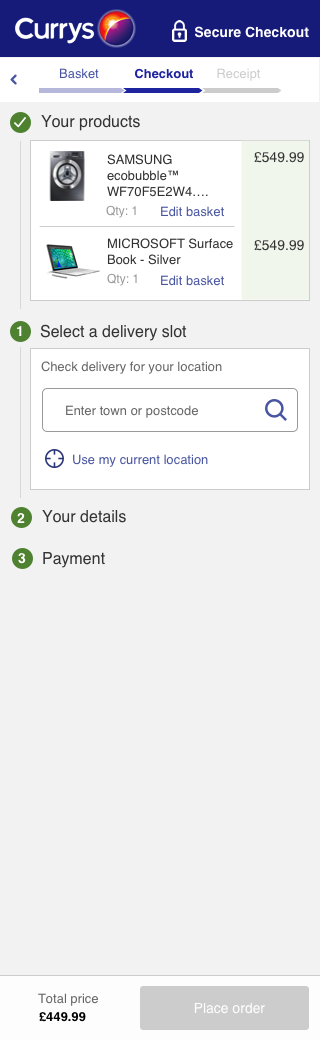 Currys
Secure Checkout
Basket
Checkout
Receipt
Your products
SAMSUNG
ecobubble™
WF70F5E2W4....
£549.99
Qty: 1
Edit basket
MICROSOFT Surface
Book - Silver
£549.99
Qty: 1
Edit basket
1
Select a delivery slot
Check delivery for your location
Enter town or postcode
Use my current location
2
Your details
3
Payment
Total price
£449.99
Place order